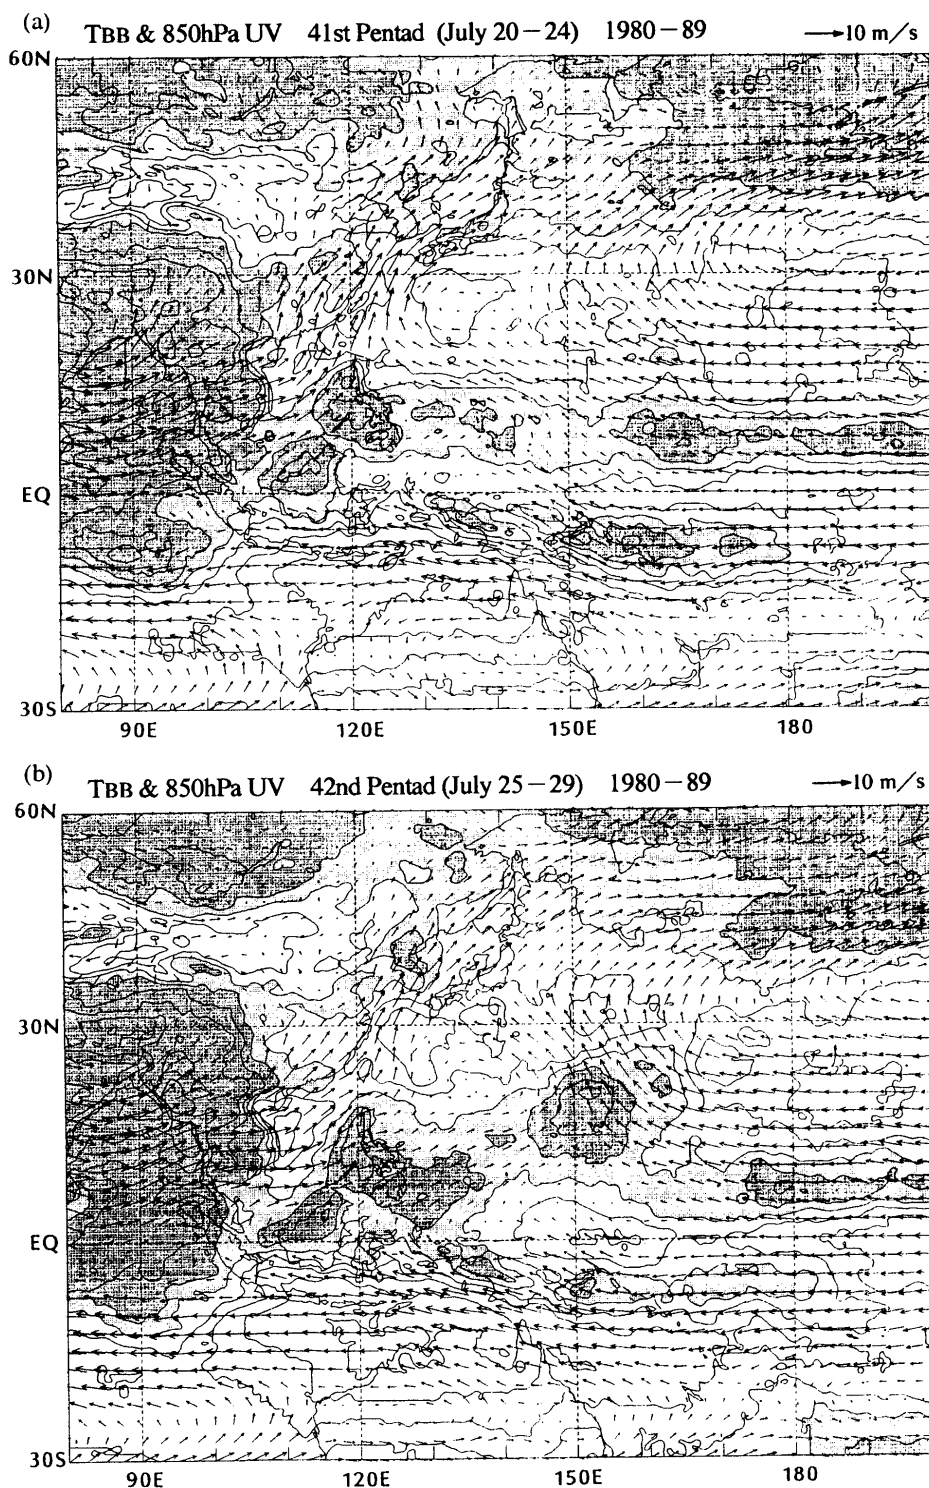 (a)
TBB & 850hPa UV 41st Pentad (July 20−24) 1980−89 →10 m/s
60N
30N
EQ
30S
90E 120E 150E 180
(b)
TBB & 850hPa UV 42nd Pentad (July 25−29) 1980−89 →10 m/s
60N
30N
EQ
30S
90E 120E 150E 180